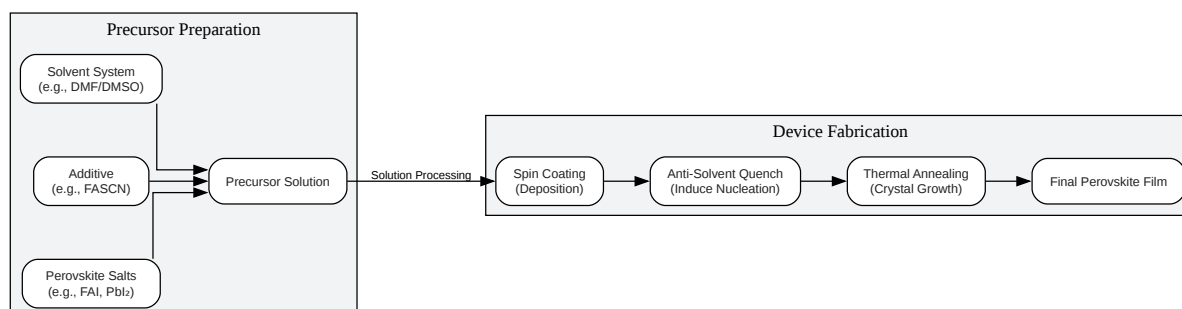 Precursor Preparation
Solvent System
(e.g., DMF/DMSO)
Additive
(e.g., FASCN)
Precursor Solution
Perovskite Salts
(e.g., FAI, PbI₂)
Solution Processing
Device Fabrication
Spin Coating
(Deposition)
Anti-Solvent Quench
(Induce Nucleation)
Thermal Annealing
(Crystal Growth)
Final Perovskite Film